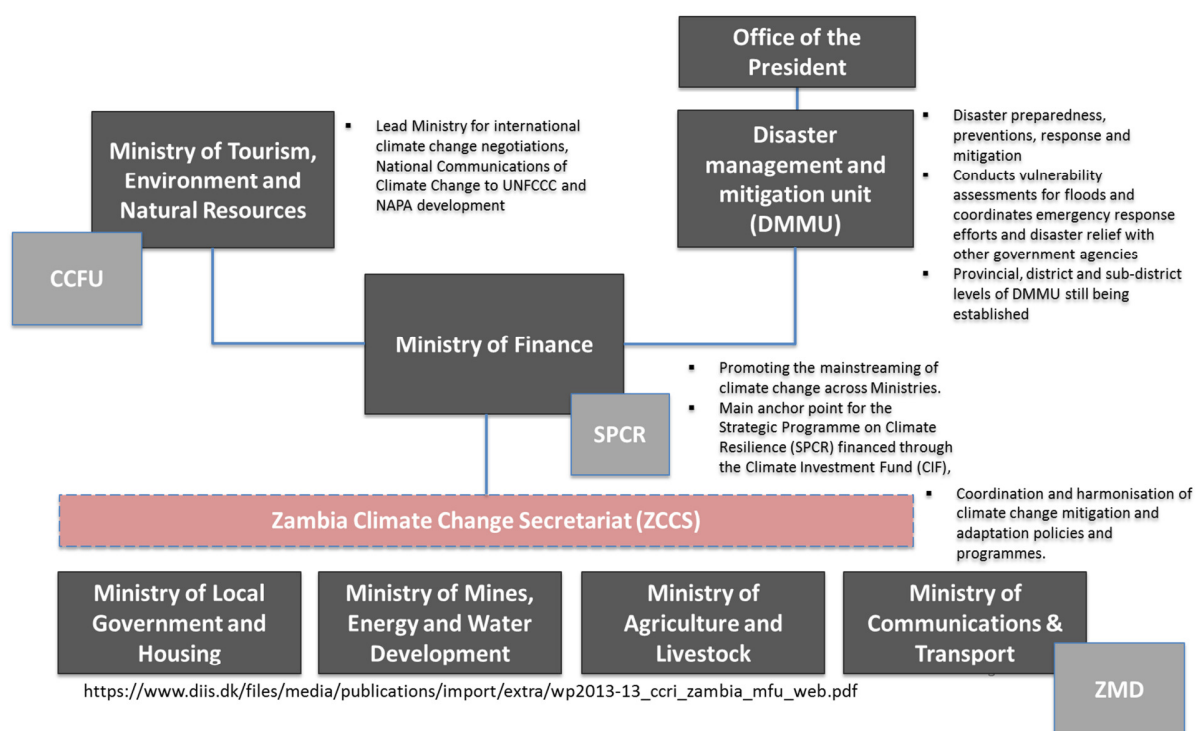 Office of the
President
Ministry of Tourism,
Environment and
Natural Resources
CCFU
▪ Lead Ministry for international
climate change negotiations,
National Communications of
Climate Change to UNFCCC and
NAPA development
Disaster
management and
mitigation unit
(DMMU)
▪ Disaster preparedness,
preventions, response and
mitigation
▪ Conducts vulnerability
assessments for floods and
coordinates emergency response
efforts and disaster relief with
other government agencies
▪ Provincial, district and sub-district
levels of DMMU still being
established
Ministry of Finance
SPCR
▪ Promoting the mainstreaming of
climate change across Ministries.
▪ Main anchor point for the
Strategic Programme on Climate
Resilience (SPCR) financed through
the Climate Investment Fund (CIF),
Zambia Climate Change Secretariat (ZCCS)
▪ Coordination and harmonisation of
climate change mitigation and
adaptation policies and
programmes.
Ministry of Local
Government and
Housing
Ministry of Mines,
Energy and Water
Development
Ministry of
Agriculture and
Livestock
Ministry of
Communications &
Transport
ZMD
https://www.diis.dk/files/media/publications/import/extra/wp2013-13_ccri_zambia_mfu_web.pdf